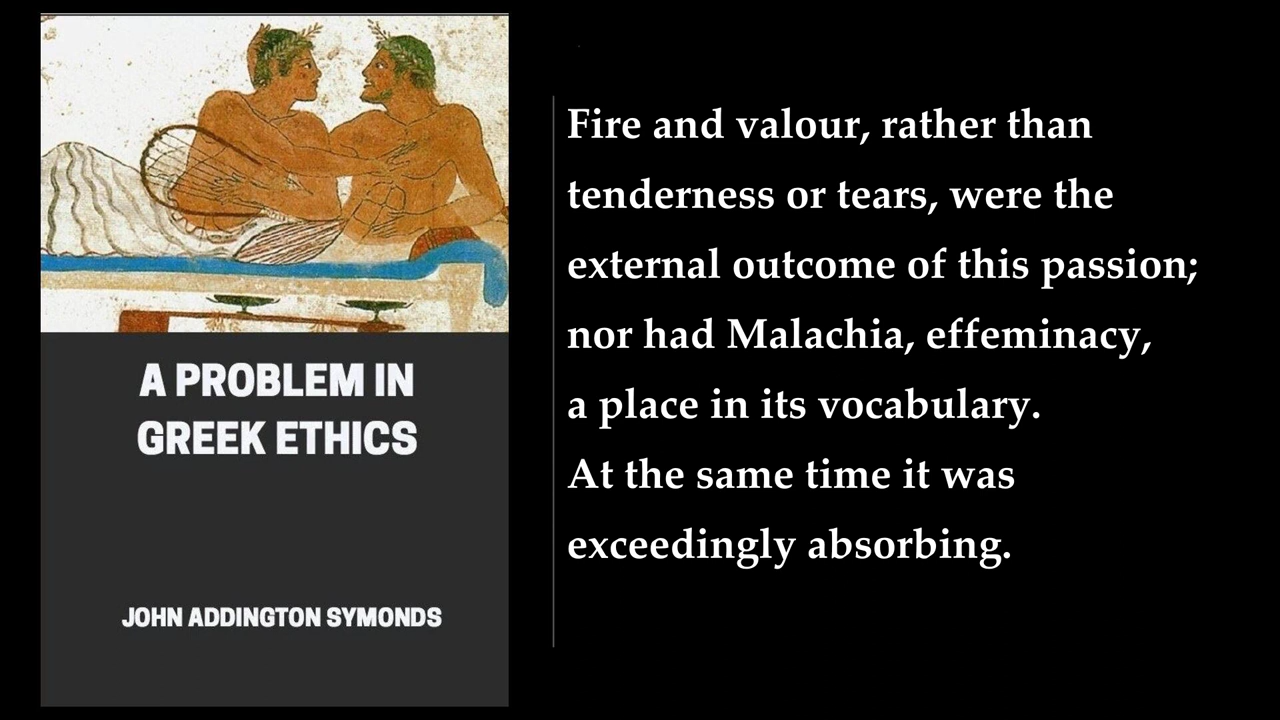 A PROBLEM IN
GREEK ETHICS
JOHN ADDINGTON SYMONDS
Fire and valour, rather than
tenderness or tears, were the
external outcome of this passion;
nor had Malachia, effeminacy,
a place in its vocabulary.
At the same time it was
exceedingly absorbing.